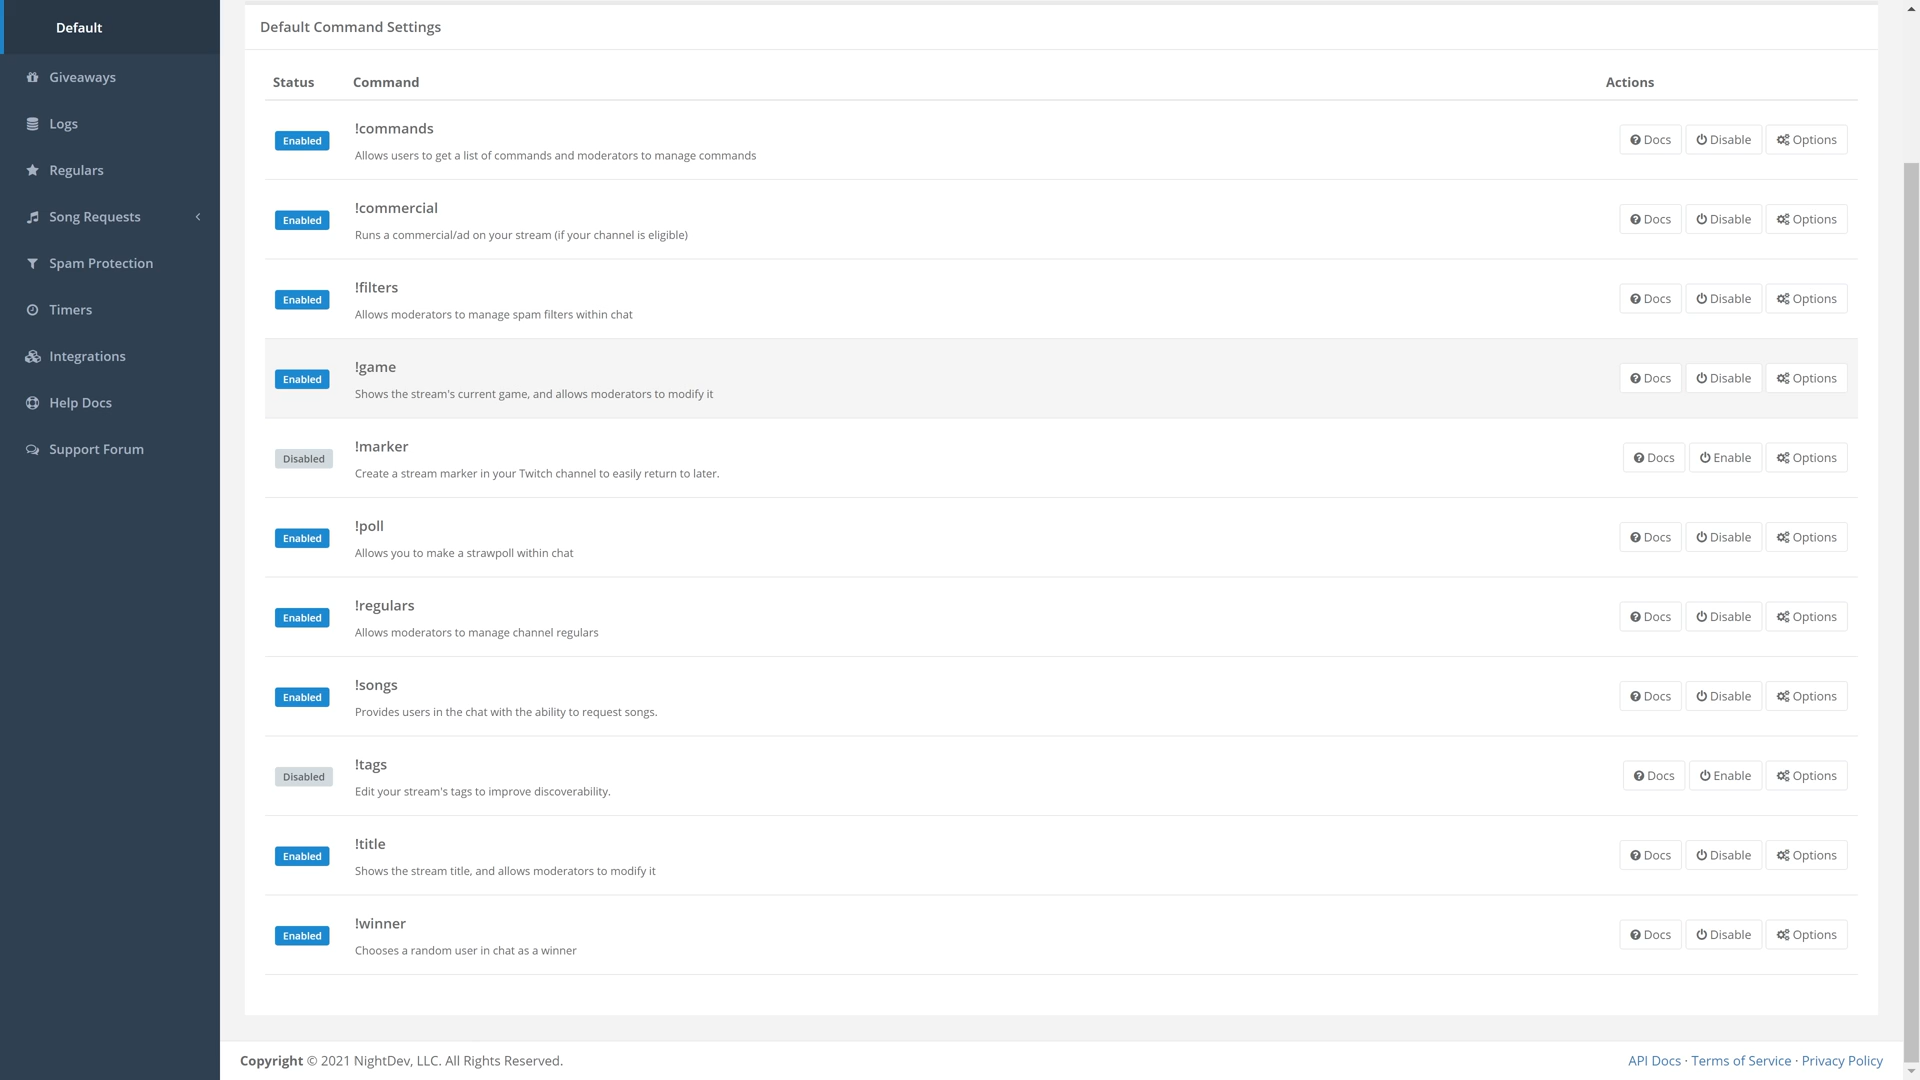 Default
Giveaways
Logs
Regulars
Song Requests
Spam Protection
Timers
Integrations
Help Docs
Support Forum
Default Command Settings
Status Command Actions
Enabled !commands Docs Disable Options
Allows users to get a list of commands and moderators to manage commands
Enabled !commercial Docs Disable Options
Runs a commercial/ad on your stream (if your channel is eligible)
Enabled !filters Docs Disable Options
Allows moderators to manage spam filters within chat
Enabled !game Docs Disable Options
Shows the stream's current game, and allows moderators to modify it
Disabled !marker Docs Enable Options
Create a stream marker in your Twitch channel to easily return to later.
Enabled !poll Docs Disable Options
Allows you to make a strawpoll within chat
Enabled !regulars Docs Disable Options
Allows moderators to manage channel regulars
Enabled !songs Docs Disable Options
Provides users in the chat with the ability to request songs.
Disabled !tags Docs Enable Options
Edit your stream's tags to improve discoverability.
Enabled !title Docs Disable Options
Shows the stream title, and allows moderators to modify it
Enabled !winner Docs Disable Options
Chooses a random user in chat as a winner
Copyright © 2021 NightDev, LLC. All Rights Reserved. API Docs · Terms of Service · Privacy Policy